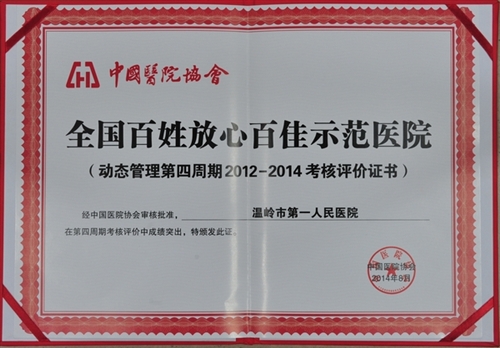 中國醫院協會
全国百姓放心百佳示范医院
（动态管理第四周期2012-2014考核评价证书）
经中国医院协会审核批准，温岭市第一人民医院
在第四周期考核评价中成绩突出，特颁发此证。
中国医院协会
2014年8月